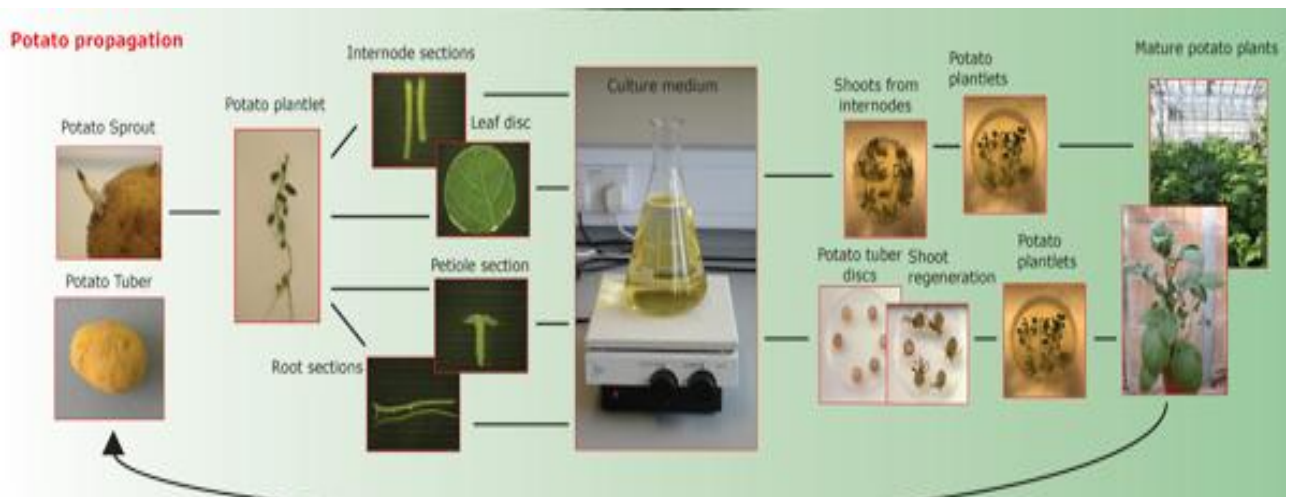 Potato propagation
Potato Sprout
Potato Tuber
Potato plantlet
Internode sections
Leaf disc
Petiole section
Root sections
Culture medium
Shoots from
internodes
Potato
plantlets
Mature potato plants
Potato tuber
discs
Shoot
regeneration
Potato
plantlets